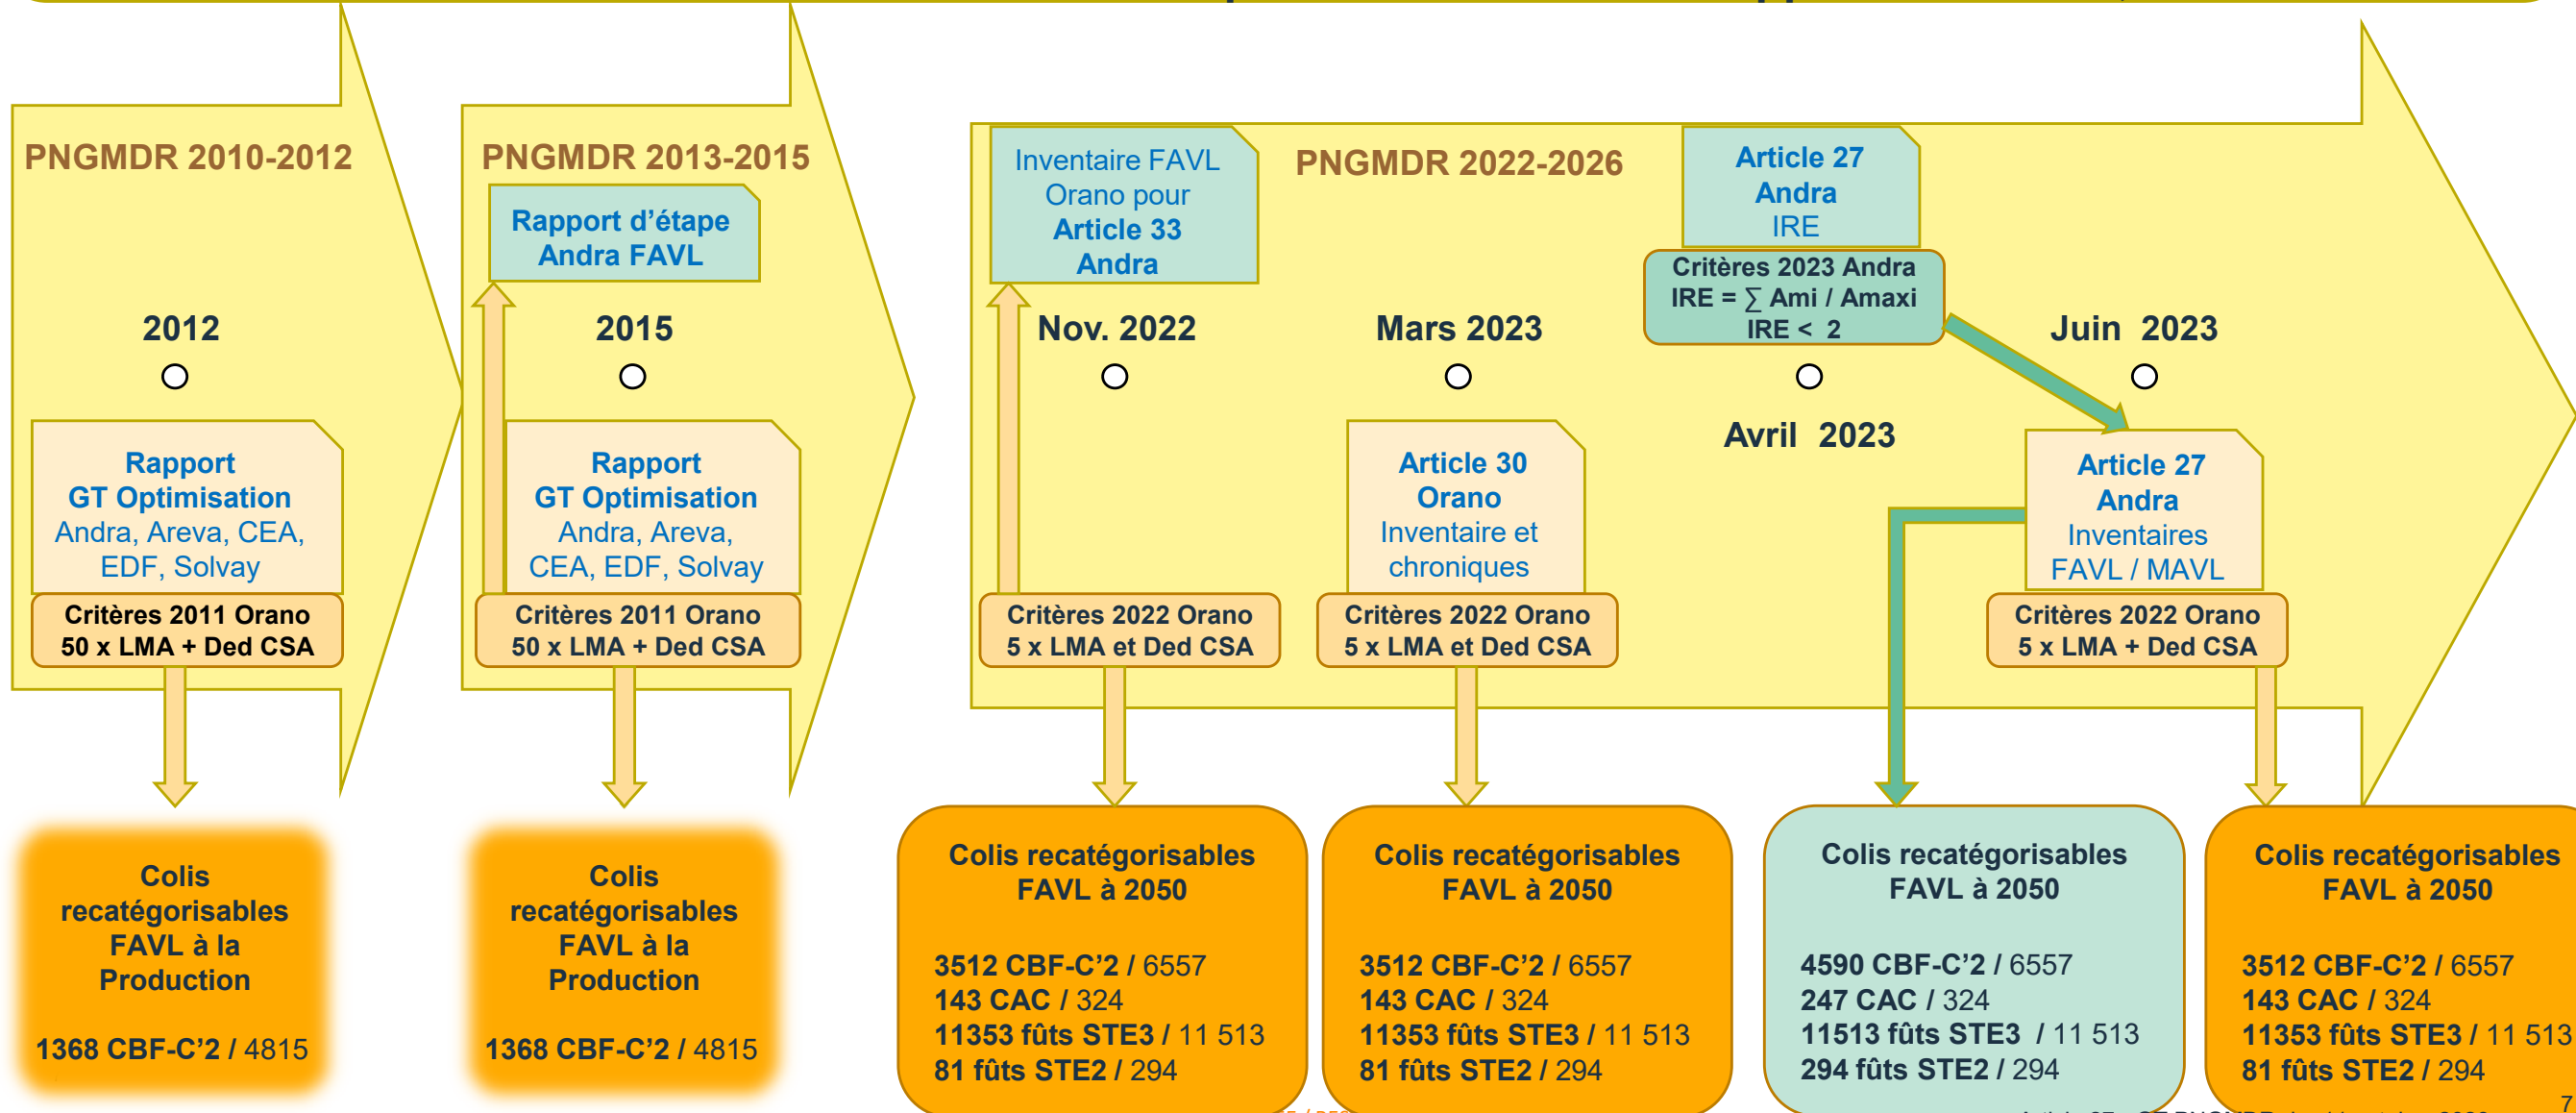 PNGMDR 2010-2012
2012
Rapport
GT Optimisation
Andra, Areva, CEA,
EDF, Solvay
Critères 2011 Orano
50 x LMA + Ded CSA
Colis
recatégorisables
FAVL à la
Production
1368 CBF-C’2 / 4815
PNGMDR 2013-2015
Rapport d’étape
Andra FAVL
2015
Rapport
GT Optimisation
Andra, Areva,
CEA, EDF, Solvay
Critères 2011 Orano
50 x LMA + Ded CSA
Colis
recatégorisables
FAVL à la
Production
1368 CBF-C’2 / 4815
PNGMDR 2022-2026
Inventaire FAVL
Orano pour
Article 33
Andra
Nov. 2022
Critères 2022 Orano
5 x LMA et Ded CSA
Colis recatégorisables
FAVL à 2050
3512 CBF-C’2 / 6557
143 CAC / 324
11353 fûts STE3 / 11 513
81 fûts STE2 / 294
Mars 2023
Article 30
Orano
Inventaire et
chroniques
Critères 2022 Orano
5 x LMA et Ded CSA
Colis recatégorisables
FAVL à 2050
3512 CBF-C’2 / 6557
143 CAC / 324
11353 fûts STE3 / 11 513
81 fûts STE2 / 294
Article 27
Andra
IRE
Critères 2023 Andra
IRE = ∑ Ami / Amaxi
IRE < 2
Avril 2023
Colis recatégorisables
FAVL à 2050
4590 CBF-C’2 / 6557
247 CAC / 324
11513 fûts STE3 / 11 513
294 fûts STE2 / 294
Juin 2023
Article 27
Andra
Inventaires
FAVL / MAVL
Critères 2022 Orano
5 x LMA + Ded CSA
Colis recatégorisables
FAVL à 2050
3512 CBF-C’2 / 6557
143 CAC / 324
11353 fûts STE3 / 11 513
81 fûts STE2 / 294
7